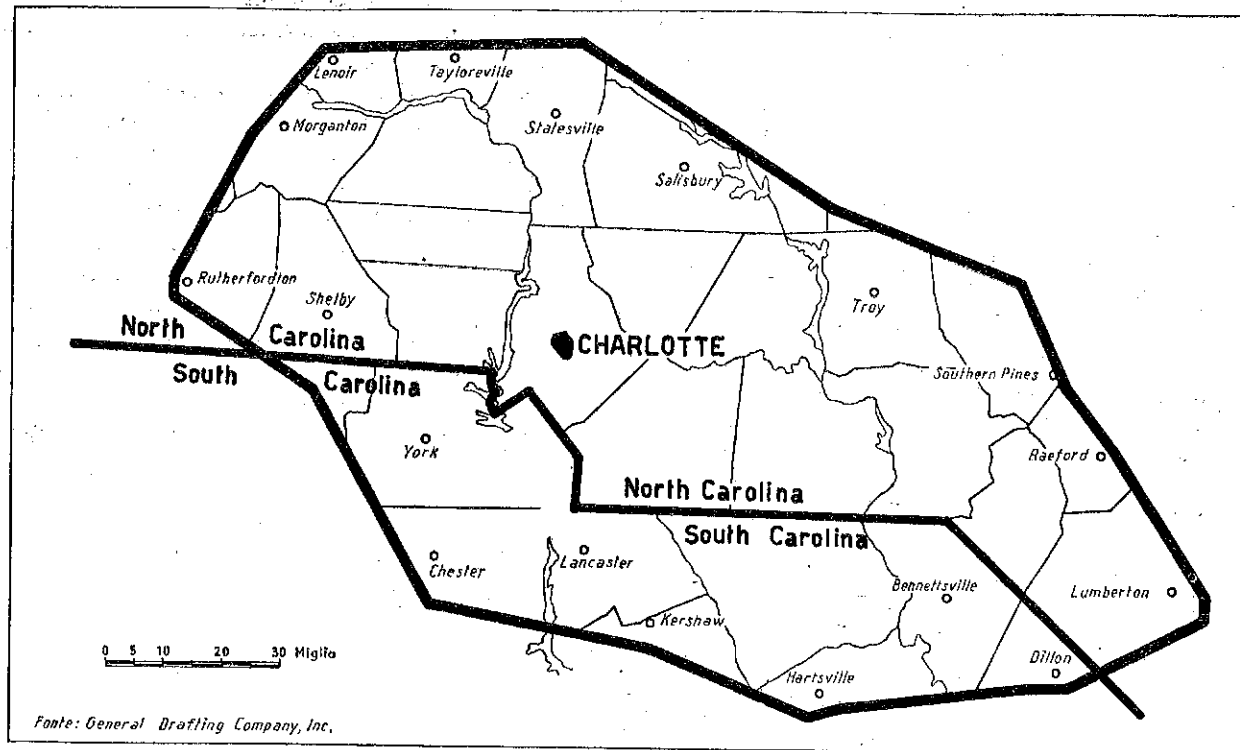 Lenoir
Tayloreville
Morganton
Statesville
Salisbury
Rutherfordton
Shelby
Troy
North Carolina
CHARLOTTE
South Carolina
Southern Pines
York
Raeford
North Carolina
South Carolina
Chester
Lancaster
Bennettsville
Lumberton
Kershaw
Dillon
Hartsville
0 5 10 20 30 Miglia
Fonte: General Drafting Company, Inc.